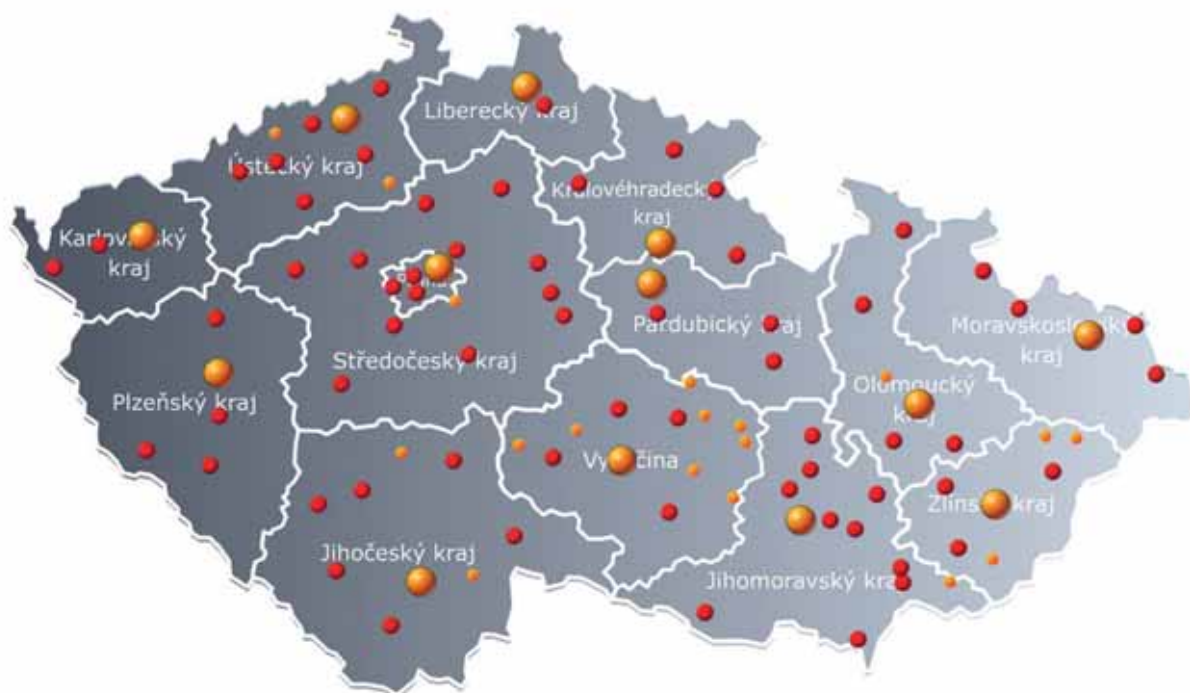 Liberecký kraj
Ústecký kraj
Královéhradecký
kraj
kraj
Pardubický kraj
Středočeský kraj
kraj
Plzeňský kraj
Olomoucký
kraj
kraj
Jihočeský kraj
Jihomoravský kraj